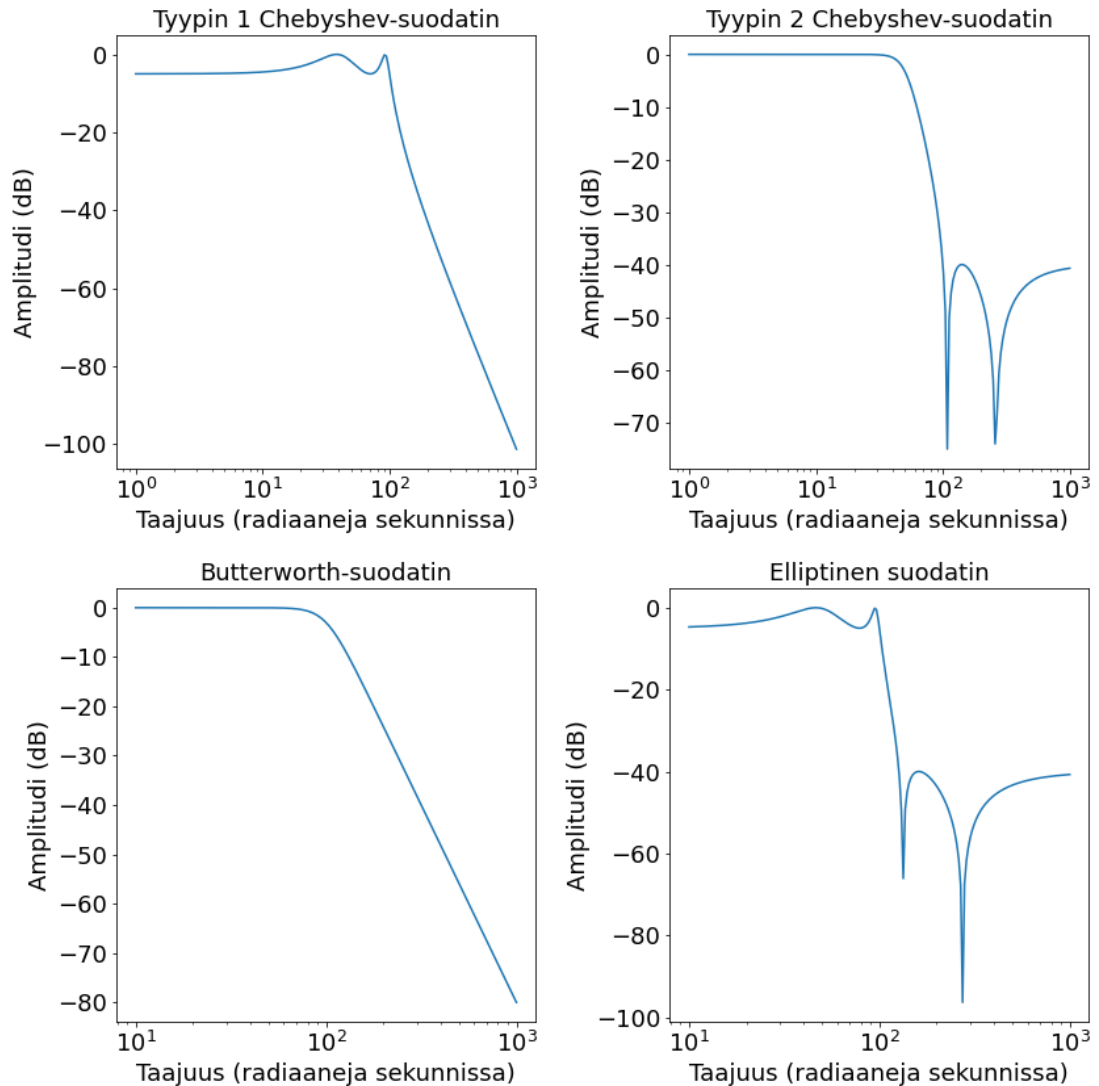 Tyypin 1 Chebyshev-suodatin
0
−20
−40
−60
−80
−100
Amplitudi (dB)
10⁰ 10¹ 10² 10³
Taajuus (radiaaneja sekunnissa)
Tyypin 2 Chebyshev-suodatin
0
−10
−20
−30
−40
−50
−60
−70
Amplitudi (dB)
10⁰ 10¹ 10² 10³
Taajuus (radiaaneja sekunnissa)
Butterworth-suodatin
0
−10
−20
−30
−40
−50
−60
−70
−80
Amplitudi (dB)
10¹ 10² 10³
Taajuus (radiaaneja sekunnissa)
Elliptinen suodatin
0
−20
−40
−60
−80
−100
Amplitudi (dB)
10¹ 10² 10³
Taajuus (radiaaneja sekunnissa)